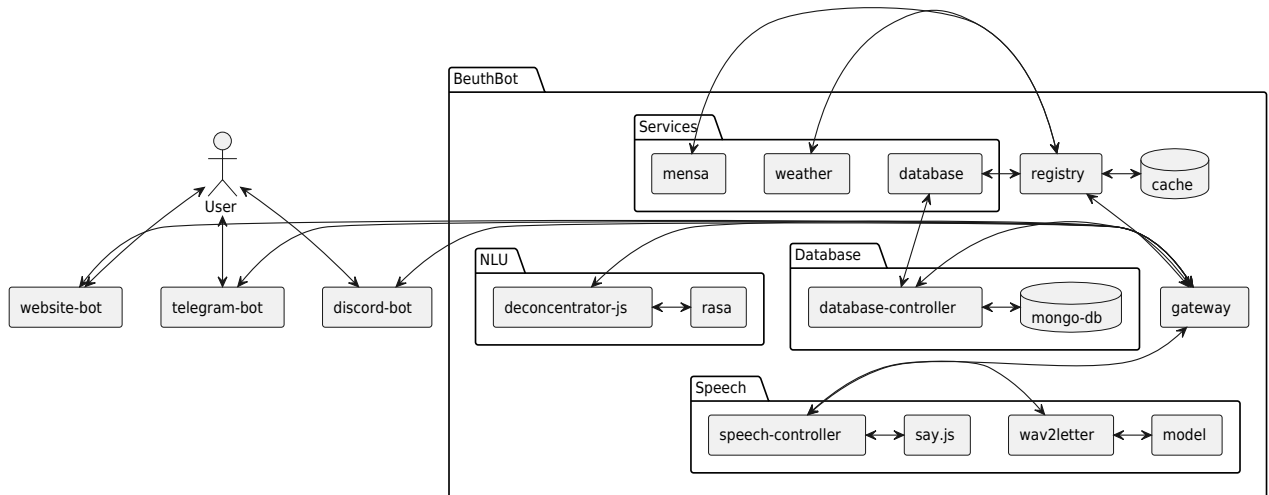 BeuthBot
Services
mensa
weather
database
registry
cache
User
NLU
Database
website-bot
telegram-bot
discord-bot
deconcentrator-js
rasa
database-controller
mongo-db
gateway
Speech
speech-controller
say.js
wav2letter
model